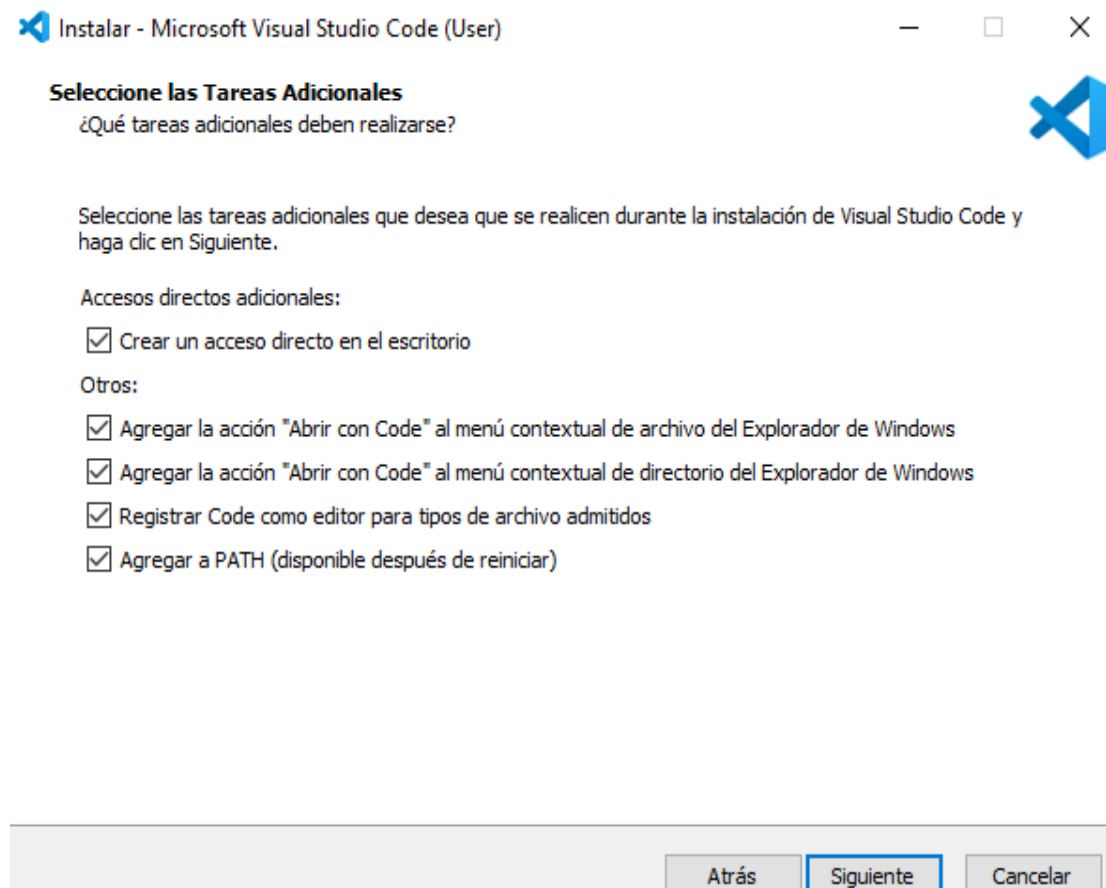 Instalar - Microsoft Visual Studio Code (User)
Seleccione las Tareas Adicionales
¿Qué tareas adicionales deben realizarse?
Seleccione las tareas adicionales que desea que se realicen durante la instalación de Visual Studio Code y
haga clic en Siguiente.
Accesos directos adicionales:
Crear un acceso directo en el escritorio
Otros:
Agregar la acción "Abrir con Code" al menú contextual de archivo del Explorador de Windows
Agregar la acción "Abrir con Code" al menú contextual de directorio del Explorador de Windows
Registrar Code como editor para tipos de archivo admitidos
Agregar a PATH (disponible después de reiniciar)
Atrás Siguiente Cancelar